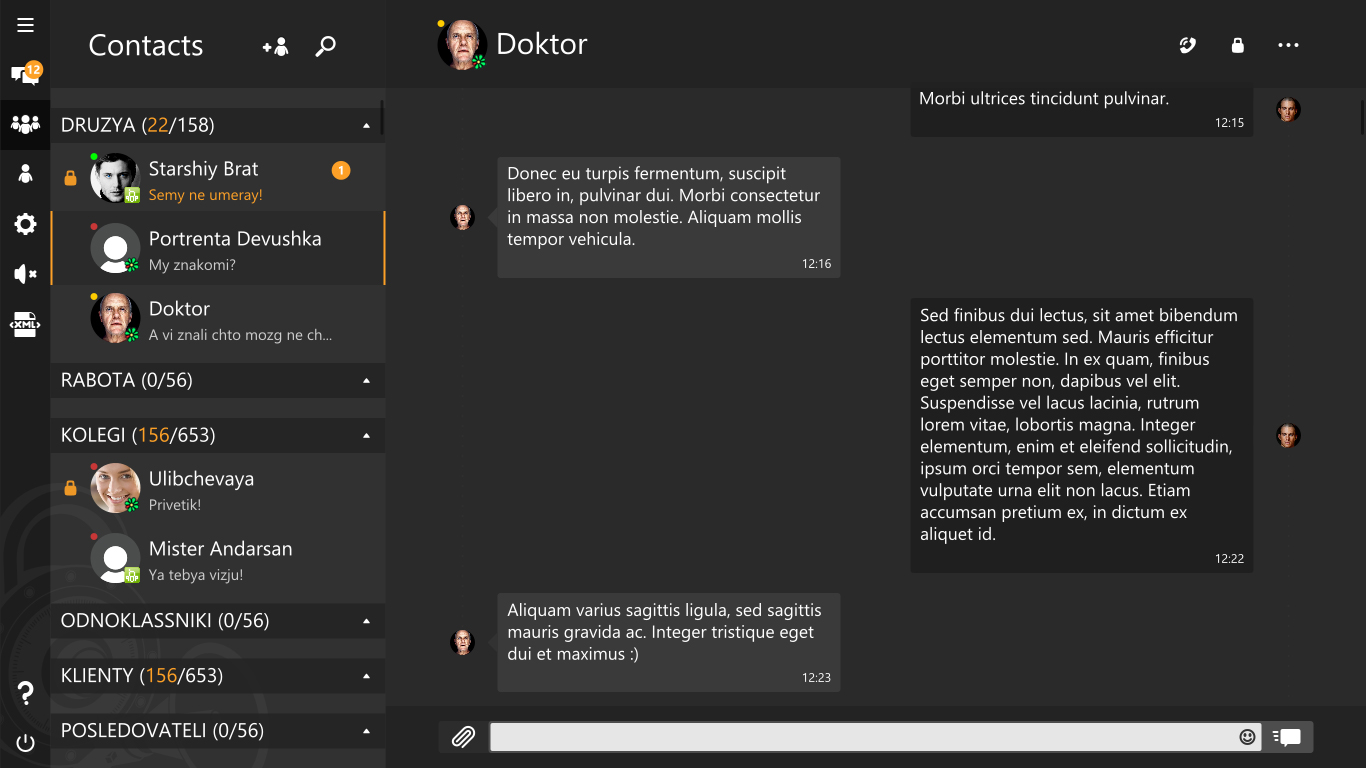 Contacts
12
DRUZYA (22/158)
Starshiy Brat
1
Semy ne umeray!
Portrenta Devushka
My znakomi?
Doktor
A vi znali chto mozg ne ch...
RABOTA (0/56)
KOLEGI (156/653)
Ulibchevaya
Privetik!
Mister Andarsan
Ya tebya vizju!
ODNOKLASSNIKI (0/56)
KLIENTY (156/653)
POSLEDOVATELI (0/56)
XML
?
Doktor
Morbi ultrices tincidunt pulvinar.
12:15
Donec eu turpis fermentum, suscipit
libero in, pulvinar dui. Morbi consectetur
in massa non molestie. Aliquam mollis
tempor vehicula.
12:16
Sed finibus dui lectus, sit amet bibendum
lectus elementum sed. Mauris efficitur
porttitor molestie. In ex quam, finibus
eget semper non, dapibus vel elit.
Suspendisse vel lacus lacinia, rutrum
lorem vitae, lobortis magna. Integer
elementum, enim et eleifend sollicitudin,
ipsum orci tempor sem, elementum
vulputate urna elit non lacus. Etiam
accumsan pretium ex, in dictum ex
aliquet id.
12:22
Aliquam varius sagittis ligula, sed sagittis
mauris gravida ac. Integer tristique eget
dui et maximus :)
12:23